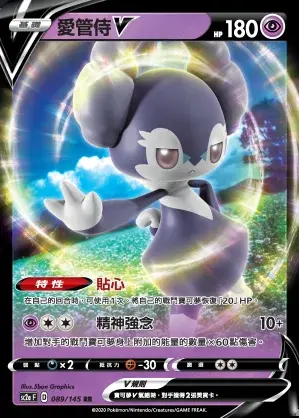 基礎 愛管侍V HP 180
特性 貼心
在自己的回合時,可使用1次。將自己的戰鬥寶可夢恢復「20」HP。
精神強念 10+
增加對手的戰鬥寶可夢身上附加的能量的數量×60點傷害。
弱點 ×2 抵抗力 -30 撤退
Illus. 5ban Graphics
V規則
寶可夢V氣絕時,對手獲得2張獎賞卡。
SC2a F D 089/145 RR
©2020 Pokémon/Nintendo/Creatures/GAME FREAK.